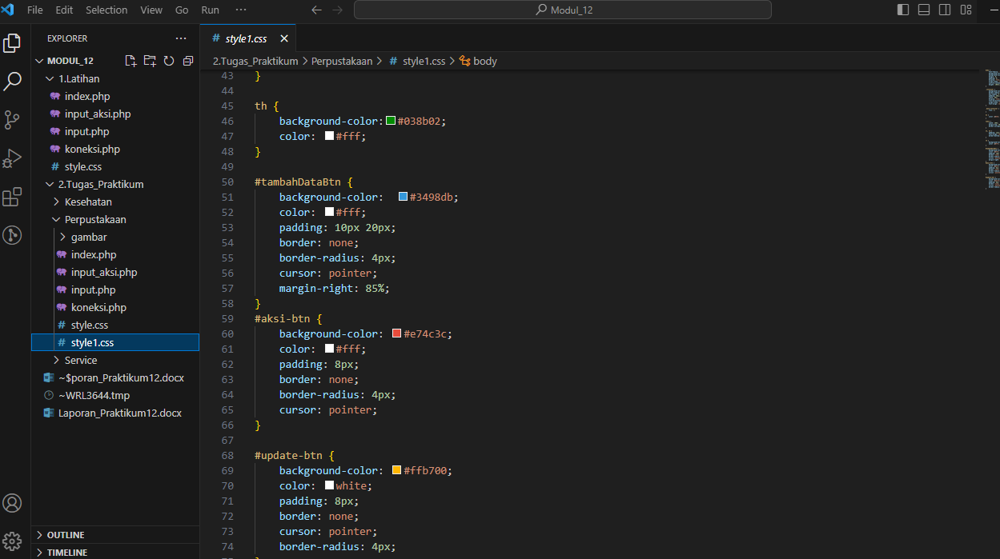 File Edit Selection View Go Run ··· ← → Modul_12
EXPLORER ···
MODUL_12
1.Latihan
index.php
input_aksi.php
input.php
koneksi.php
# style.css
2.Tugas_Praktikum
Kesehatan
Perpustakaan
gambar
index.php
input_aksi.php
input.php
koneksi.php
# style.css
# style1.css
Service
~$poran_Praktikum12.docx
~WRL3644.tmp
Laporan_Praktikum12.docx
OUTLINE
TIMELINE
# style1.css ×
2.Tugas_Praktikum > Perpustakaan > # style1.css > body
43 }
44
45 th {
46 background-color: #038b02;
47 color: #fff;
48 }
49
50 #tambahDataBtn {
51 background-color: #3498db;
52 color: #fff;
53 padding: 10px 20px;
54 border: none;
55 border-radius: 4px;
56 cursor: pointer;
57 margin-right: 85%;
58 }
59 #aksi-btn {
60 background-color: #e74c3c;
61 color: #fff;
62 padding: 8px;
63 border: none;
64 border-radius: 4px;
65 cursor: pointer;
66 }
67
68 #update-btn {
69 background-color: #ffb700;
70 color: white;
71 padding: 8px;
72 border: none;
73 cursor: pointer;
74 border-radius: 4px;